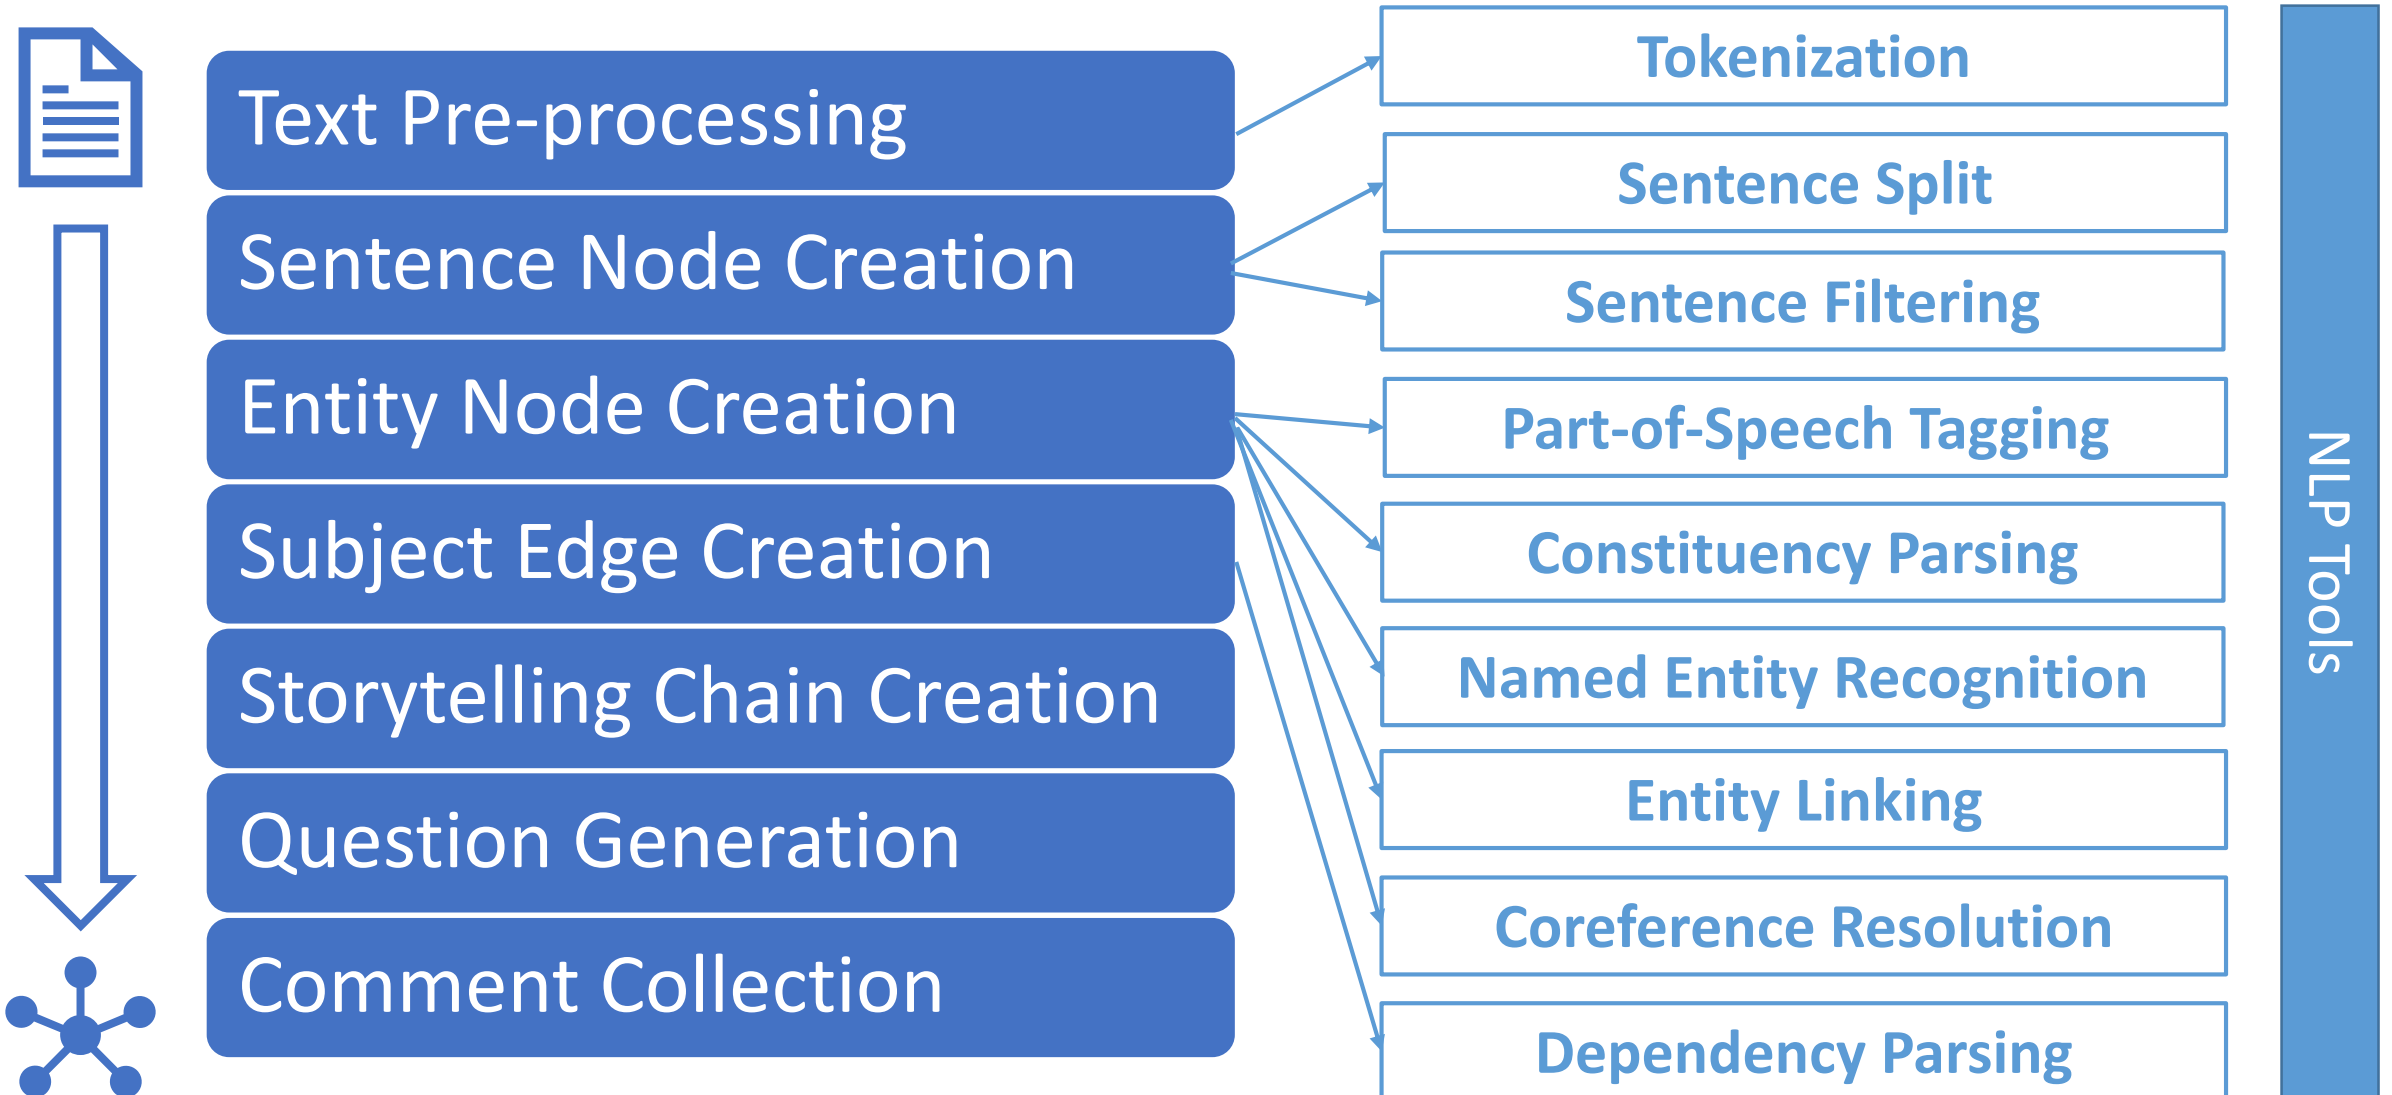 Text Pre-processing
Sentence Node Creation
Entity Node Creation
Subject Edge Creation
Storytelling Chain Creation
Question Generation
Comment Collection
Tokenization
Sentence Split
Sentence Filtering
Part-of-Speech Tagging
Constituency Parsing
Named Entity Recognition
Entity Linking
Coreference Resolution
Dependency Parsing
NLP Tools